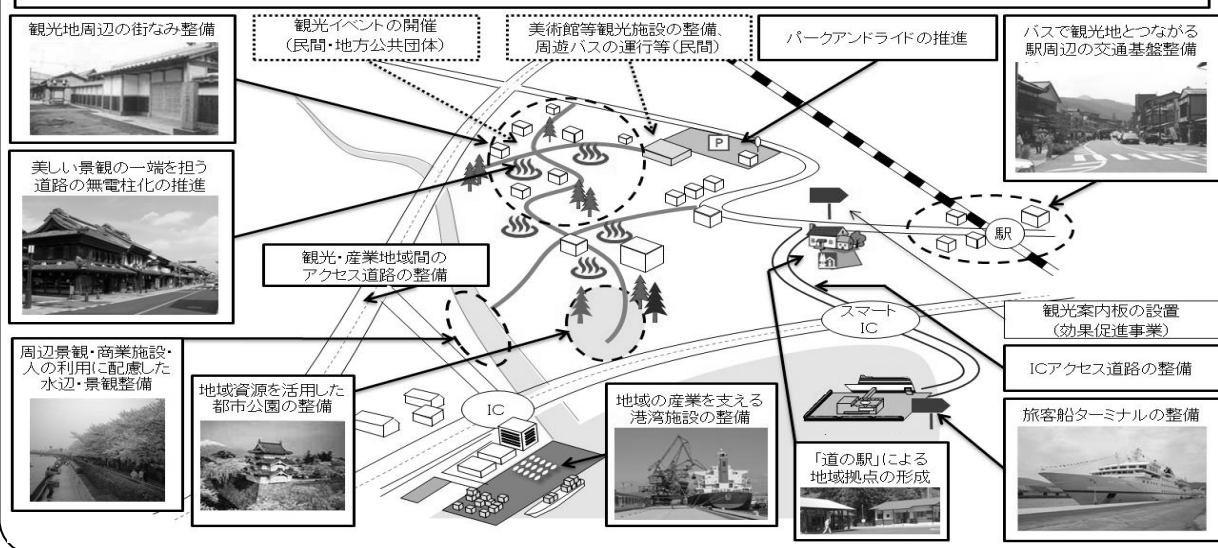 観光地周辺の街なみ整備
観光イベントの開催
(民間・地方公共団体)
美術館等観光施設の整備、
周遊バスの運行等(民間)
パークアンドライドの推進
バスで観光地とつながる
駅周辺の交通基盤整備
美しい景観の一端を担う
道路の無電柱化の推進
P
駅
観光・産業地域間の
アクセス道路の整備
スマート
IC
観光案内板の設置
(効果促進事業)
周辺景観・商業施設・
人の利用に配慮した
水辺・景観整備
地域資源を活用した
都市公園の整備
IC
地域の産業を支える
港湾施設の整備
ICアクセス道路の整備
「道の駅」による
地域拠点の形成
旅客船ターミナルの整備